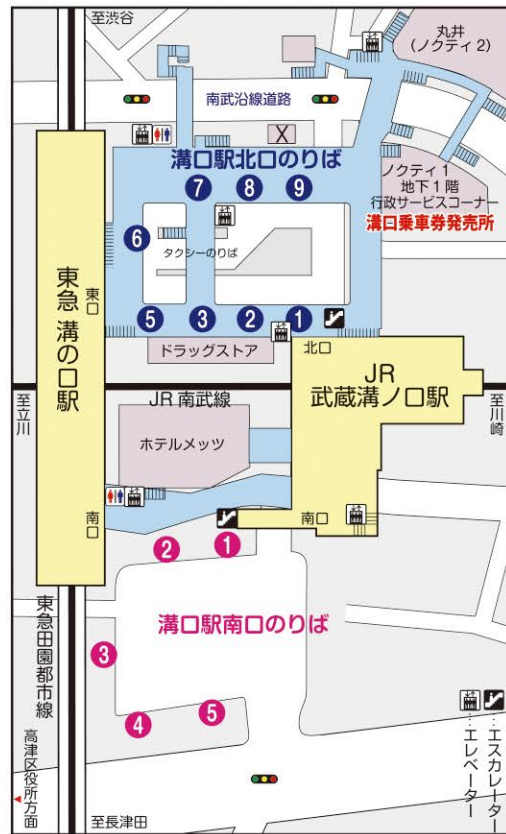 至渋谷
丸井
(ノクティ2)
南武沿線道路
X
溝口駅北口のりば
ノクティ1
地下1階
行政サービスコーナー
溝口乗車券発売所
7
8
9
6
タクシーのりば
5
3
2
1
東急 溝の口駅
東口
ドラッグストア
北口
JR
武蔵溝ノ口駅
至立川
JR 南武線
至川崎
ホテルメッツ
南口
南口
2
1
溝口駅南口のりば
3
4
5
東急田園都市線
高津区役所方面
至長津田
…エレベーター
…エスカレーター